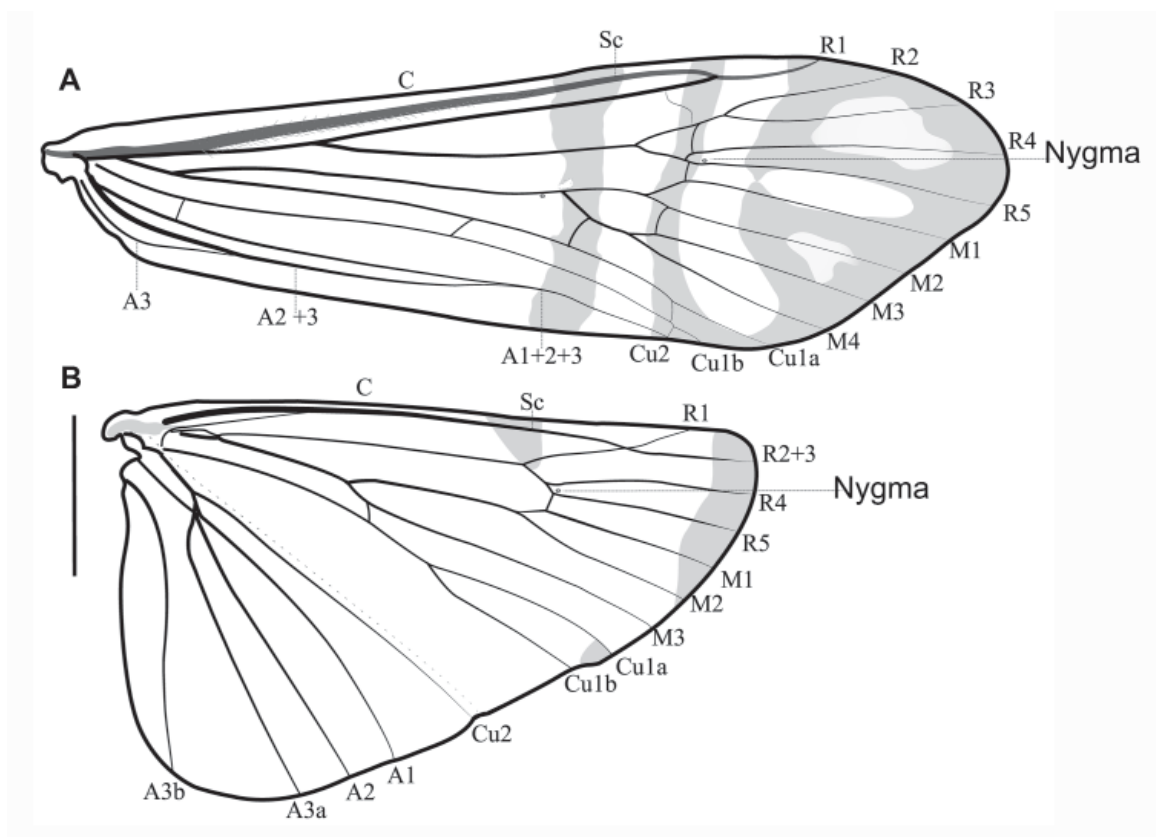 A
C
Sc
R1
R2
R3
R4
Nygma
R5
M1
M2
M3
M4
A3
A2 +3
A1+2+3
Cu2
Cu1b
Cu1a
B
C
Sc
R1
R2+3
R4
Nygma
R5
M1
M2
M3
Cu1a
Cu1b
Cu2
A1
A2
A3a
A3b